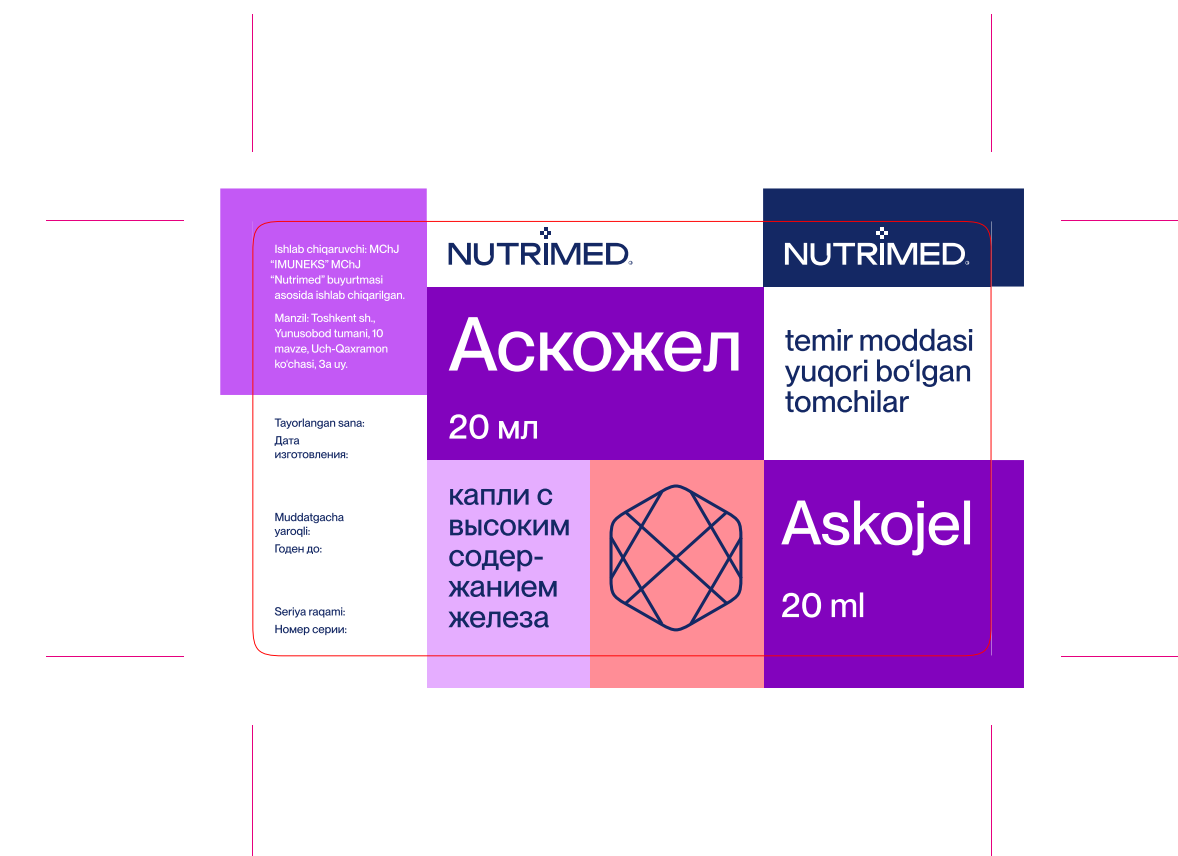 Ishlab chiqaruvchi: MChJ
“IMUNEKS” MChJ
“Nutrimed” buyurtmasi
asosida ishlab chiqarilgan.
Manzil: Toshkent sh.,
Yunusobod tumani, 10
mavze, Uch-Qaxramon
ko‘chasi, 3a uy.
Tayorlangan sana:
Дата
изготовления:
Muddatgacha
yaroqli:
Годен до:
Seriya raqami:
Номер серии:
NUTRIMED
Аскожел
20 мл
капли с
высоким
содер-
жанием
железа
NUTRIMED
temir moddasi
yuqori bo‘lgan
tomchilar
Askojel
20 ml